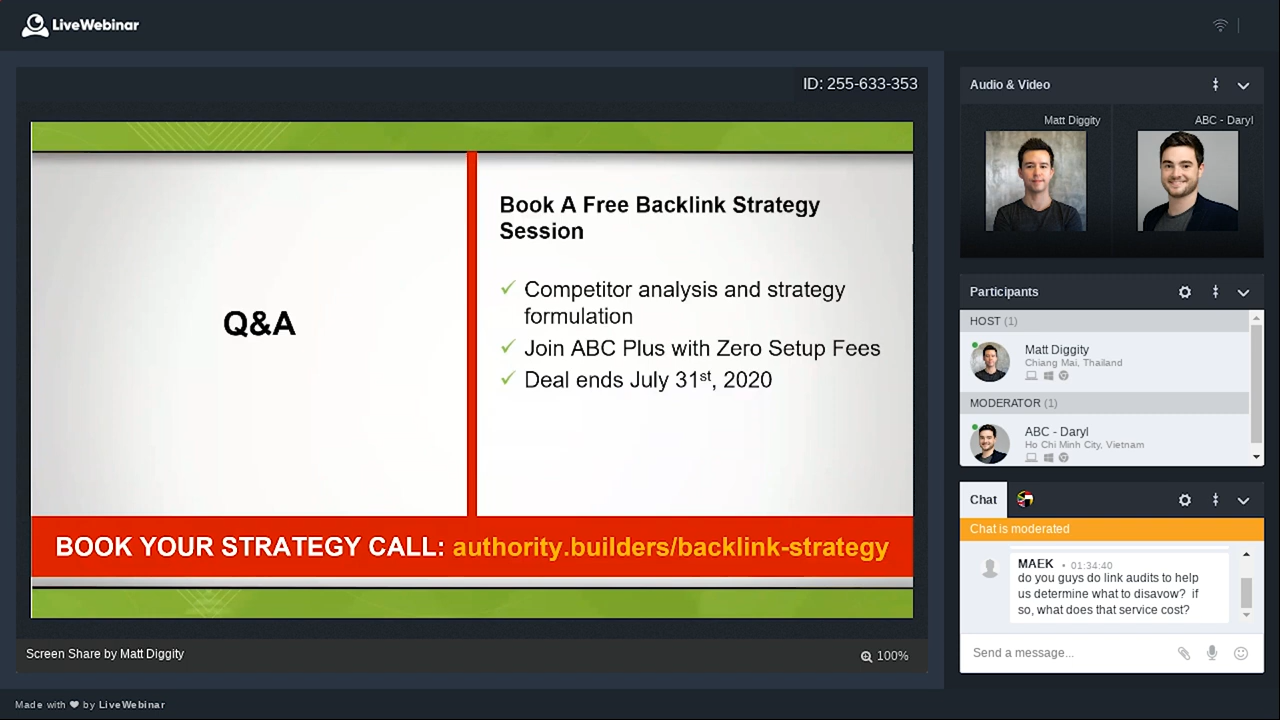 LiveWebinar
ID: 255-633-353
Q&A
Book A Free Backlink Strategy
Session
Competitor analysis and strategy
formulation
Join ABC Plus with Zero Setup Fees
Deal ends July 31st, 2020
BOOK YOUR STRATEGY CALL: authority.builders/backlink-strategy
Screen Share by Matt Diggity
100%
Audio & Video
Matt Diggity
ABC - Daryl
Participants
HOST (1)
Matt Diggity
Chiang Mai, Thailand
MODERATOR (1)
ABC - Daryl
Ho Chi Minh City, Vietnam
Chat
Chat is moderated
MAEK • 01:34:40
do you guys do link audits to help
us determine what to disavow? if
so, what does that service cost?
Send a message...
Made with ❤ by LiveWebinar